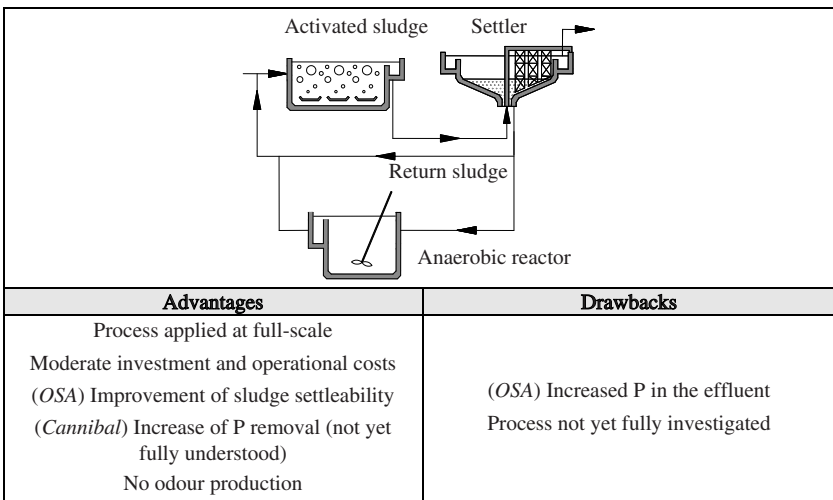 Activated sludge Settler
Return sludge
Anaerobic reactor
Advantages
Drawbacks
Process applied at full-scale
Moderate investment and operational costs
(OSA) Improvement of sludge settleability
(Cannibal) Increase of P removal (not yet
fully understood)
No odour production
(OSA) Increased P in the effluent
Process not yet fully investigated